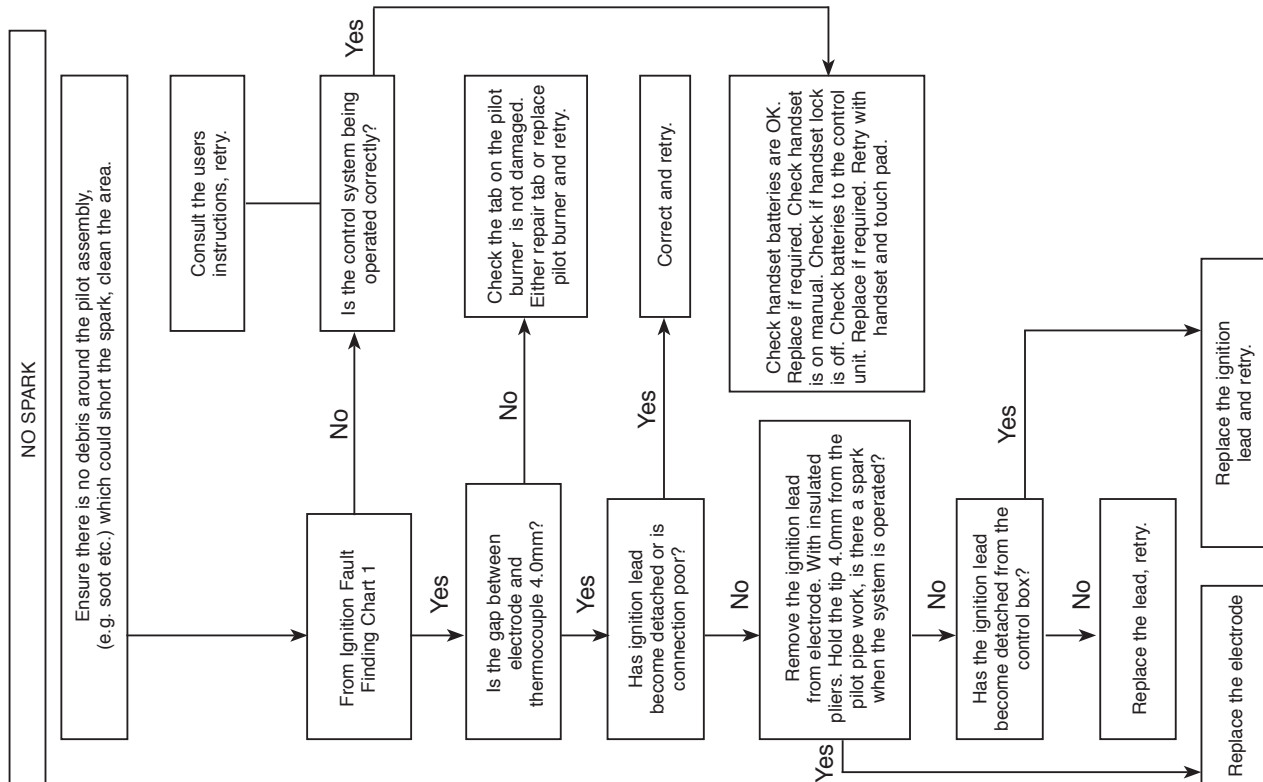 NO SPARK
Ensure there is no debris around the pilot assembly,
(e.g. soot etc.) which could short the spark, clean the area.
From Ignition Fault
Finding Chart 1
No
Is the control system being
operated correctly?
Consult the users
instructions, retry.
Yes
Check handset batteries are OK.
Replace if required. Check handset
is on manual. Check if handset lock
is off. Check batteries to the control
unit. Replace if required. Retry with
handset and touch pad.
Yes
Is the gap between
electrode and
thermocouple 4.0mm?
No
Check the tab on the pilot
burner is not damaged.
Either repair tab or replace
pilot burner and retry.
Yes
Has ignition lead
become detached or is
connection poor?
Yes
Correct and retry.
No
Remove the ignition lead
from electrode. With insulated
pliers. Hold the tip 4.0mm from the
pilot pipe work, is there a spark
when the system is operated?
Yes
Replace the electrode
No
Has the ignition lead
become detached from the
control box?
Yes
Replace the ignition
lead and retry.
No
Replace the lead, retry.